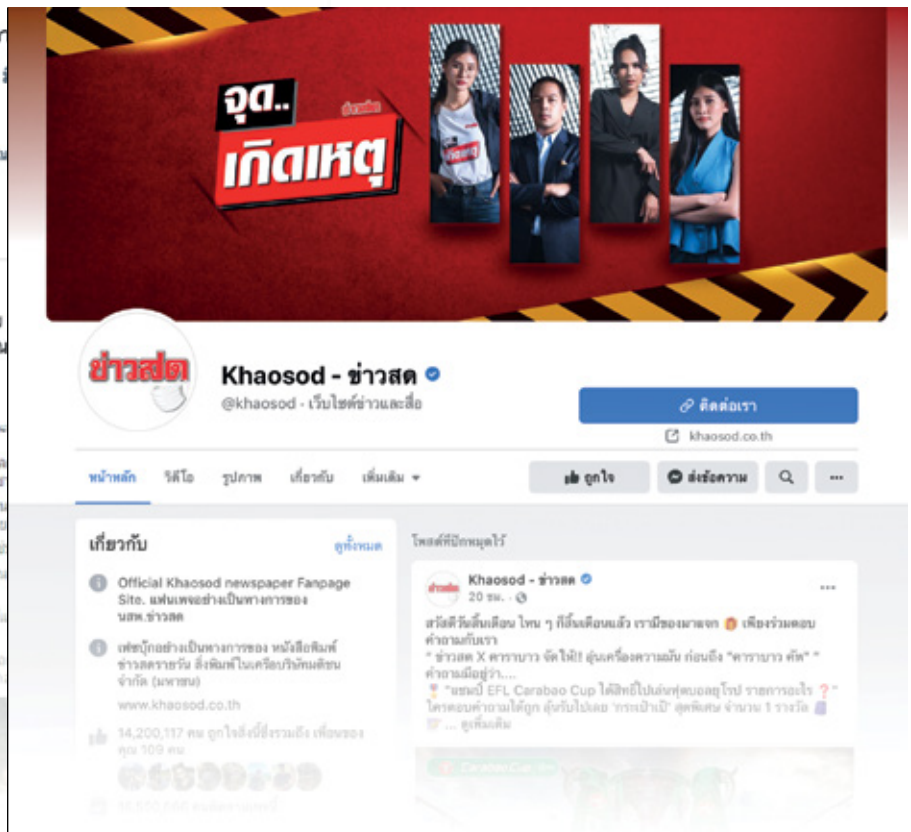 จุด..
ข่าวสด
เกิดเหตุ
ข่าวสด
Khaosod - ข่าวสด
@khaosod · เว็บไซต์ข่าวและสื่อ
ติดต่อเรา
khaosod.co.th
หน้าหลัก วิดีโอ รูปภาพ เกี่ยวกับ เพิ่มเติม
ถูกใจ ส่งข้อความ
เกี่ยวกับ ดูทั้งหมด
Official Khaosod newspaper Fanpage
Site. แฟนเพจอย่างเป็นทางการของ
นสพ.ข่าวสด
เฟซบุ๊กอย่างเป็นทางการของ หนังสือพิมพ์
ข่าวสดรายวัน สิ่งพิมพ์ในเครือบริษัทมติชน
จำกัด (มหาชน)
www.khaosod.co.th
14,200,117 คน ถูกใจสิ่งนี้ซึ่งรวมถึง เพื่อนของ
คุณ 109 คน
โพสต์ที่ปักหมุดไว้
ข่าวสด
Khaosod - ข่าวสด
20 ชม. ·
สวัสดีวันสิ้นเดือน ไหน ๆ ก็สิ้นเดือนแล้ว เรามีของมาแจก เพียงร่วมตอบ
คำถามกับเรา
" ข่าวสด X คาราบาว จัดให้!! อุ่นเครื่องความมัน ก่อนถึง "คาราบาว คัพ" "
คำถามมีอยู่ว่า....
"แชมป์ EFL Carabao Cup ได้สิทธิ์ไปเล่นฟุตบอลยุโรป รายการอะไร ?"
ใครตอบคำถามได้ถูก ลุ้นรับไปเลย 'กระเป๋าเป้' สุดพิเศษ จำนวน 1 รางวัล
... ดูเพิ่มเติม
Carabao Cup